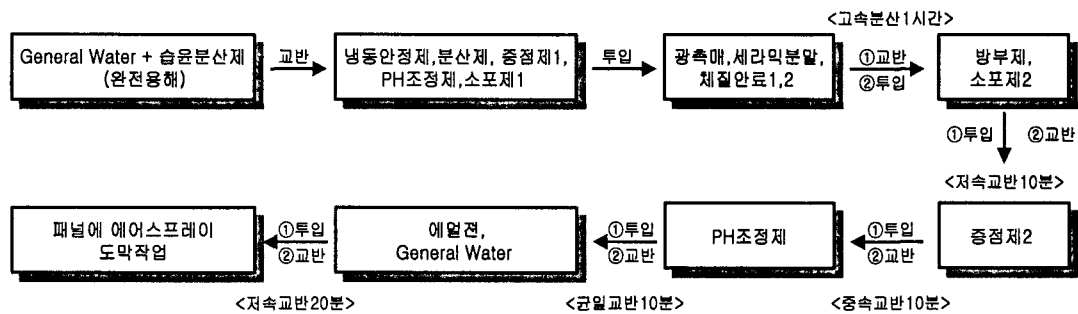 <고속분산1시간>
General Water + 습윤분산제
(완전용해)
교반
냉동안정제,분산제, 중점제1,
PH조정제,소포제1
투입
광촉매,세라믹분말,
체질안료1,2
①교반
②투입
방부제,
소포제2
①투입 ②교반
<저속교반10분>
패널에 에어스프레이
도막작업
①투입
②교반
에멀젼,
General Water
①투입
②교반
PH조정제
①투입
②교반
증점제2
<저속교반20분>
<균일교반10분>
<중속교반10분>